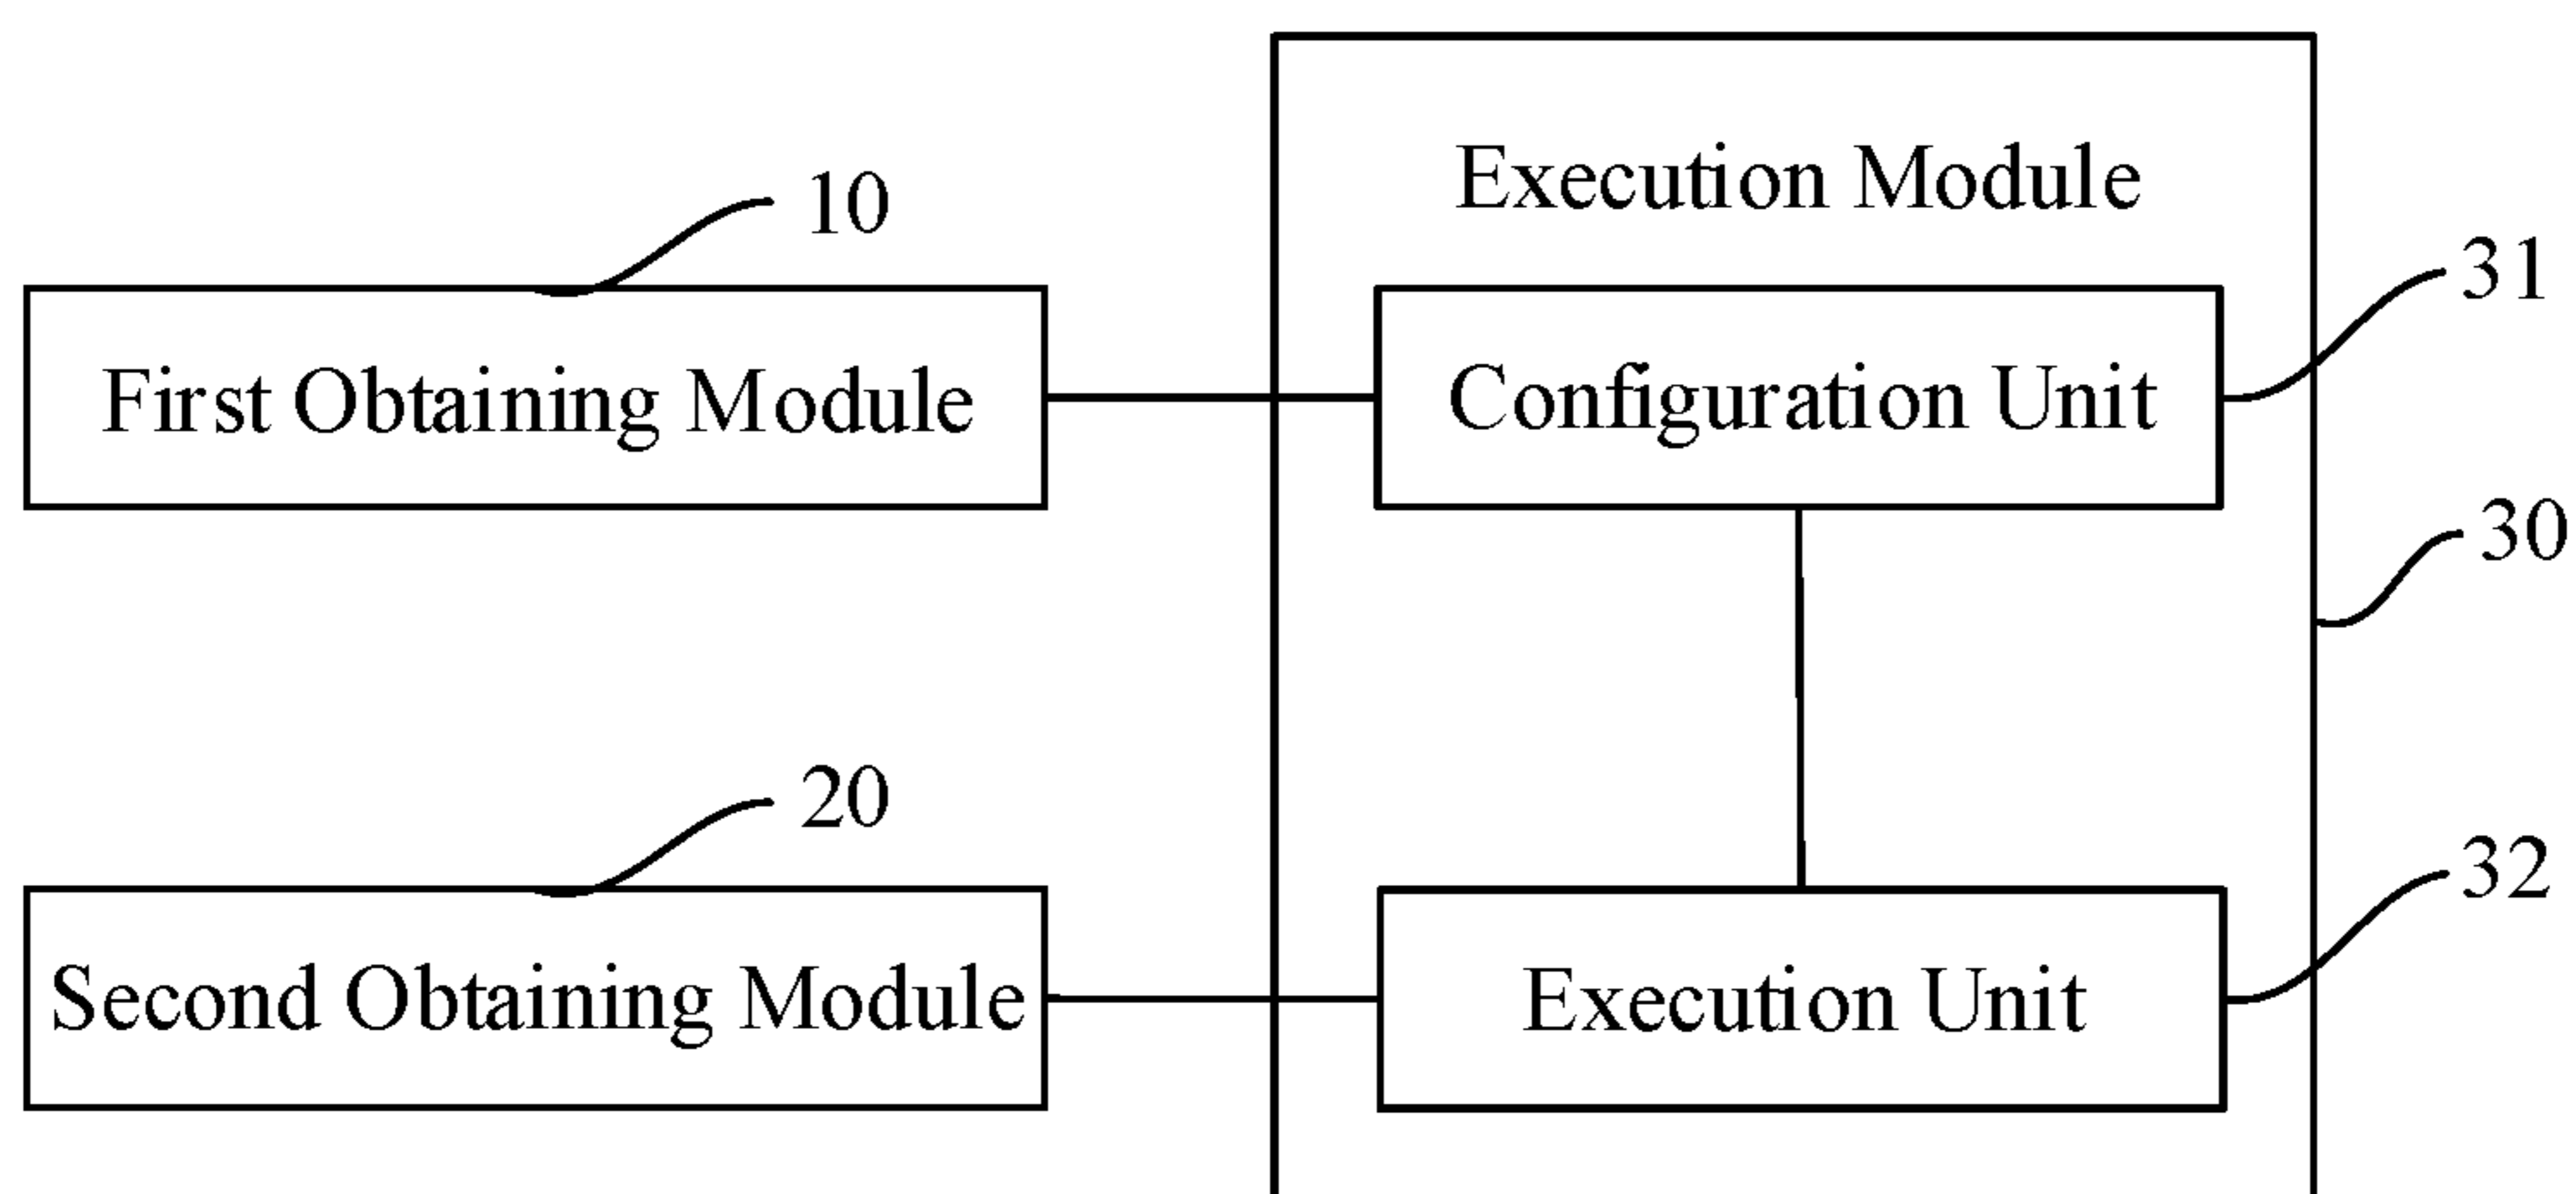 Execution Module
10
31
First Obtaining Module
Configuration Unit
30
20
32
Second Obtaining Module
Execution Unit